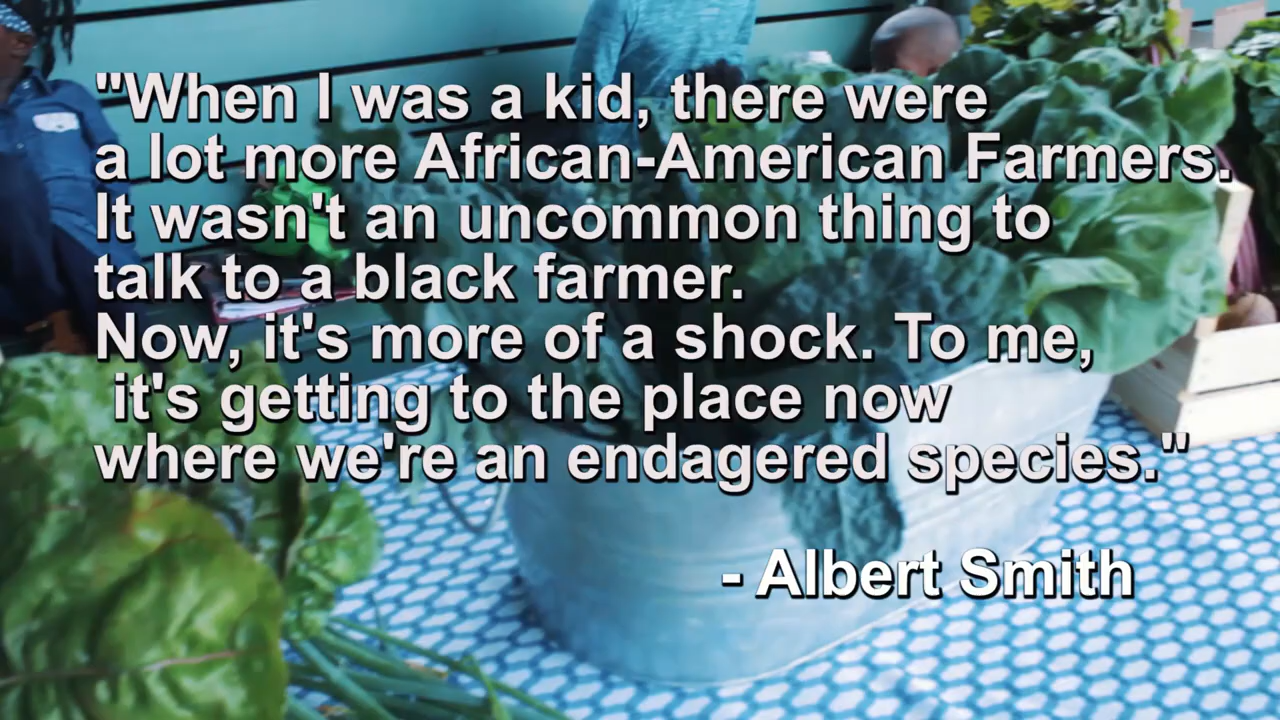 "When I was a kid, there were
a lot more African-American Farmers.
It wasn't an uncommon thing to
talk to a black farmer.
Now, it's more of a shock. To me,
it's getting to the place now
where we're an endagered species."
- Albert Smith